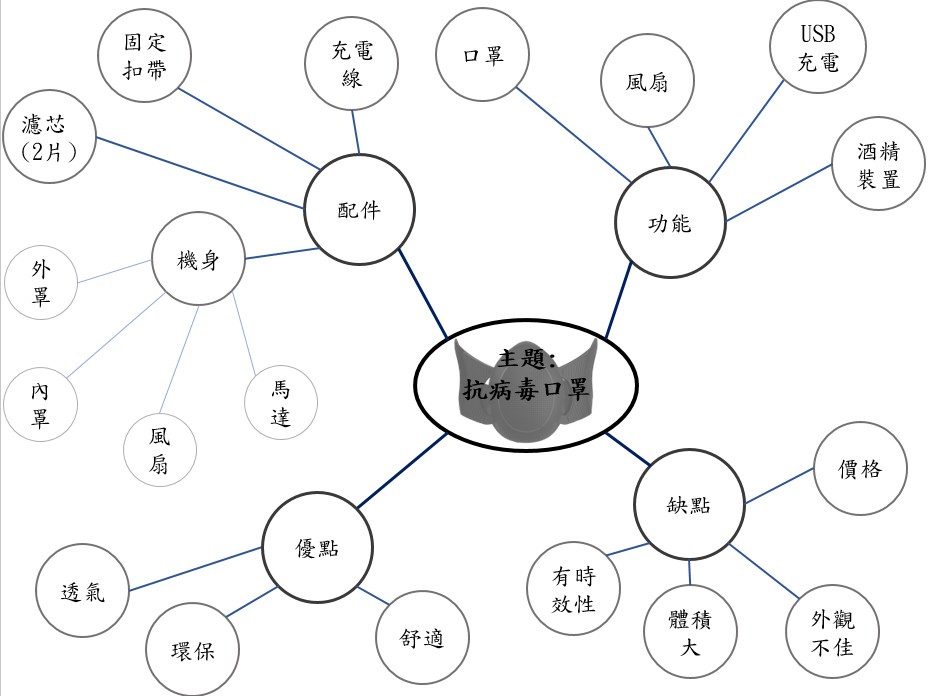 主題:
抗病毒口罩
配件
固定
扣帶
充電
線
濾芯
(2片)
機身
外
罩
內
罩
風
扇
馬
達
功能
口罩
風扇
USB
充電
酒精
裝置
優點
透氣
環保
舒適
缺點
價格
有時
效性
體積
大
外觀
不佳